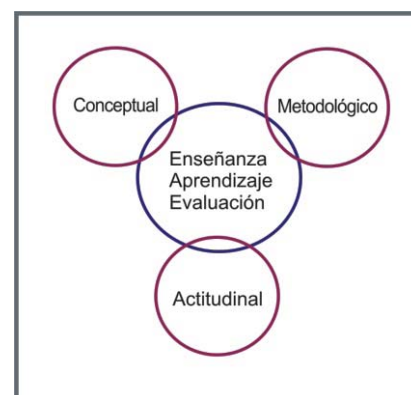 Conceptual
Metodológico
Enseñanza
Aprendizaje
Evaluación
Actitudinal